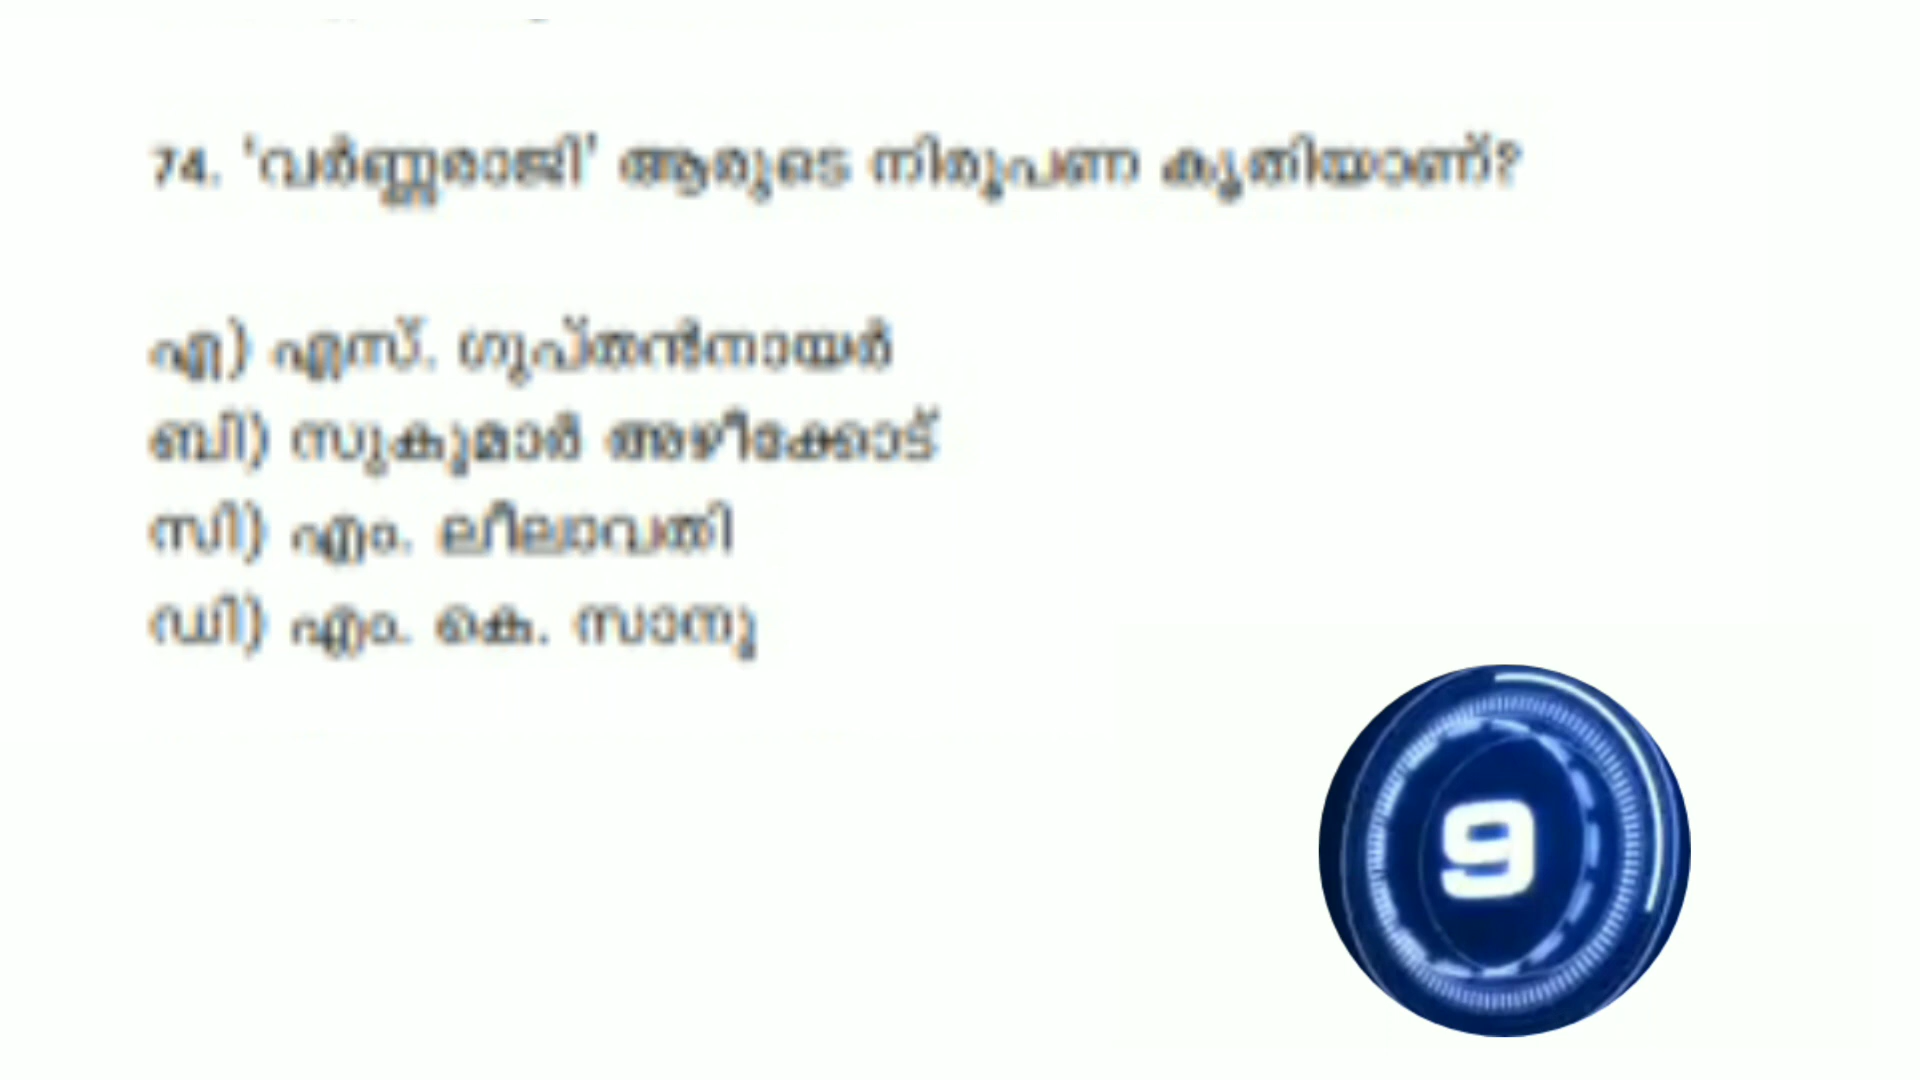 74. 'വർണ്ണരാജി' ആരുടെ നിരൂപണ കൃതിയാണ്?
എ) എസ്. ഗുപ്തൻനായർ
ബി) സുകുമാർ അഴീക്കോട്
സി) എം. ലീലാവതി
ഡി) എം. കെ. സാനു
9